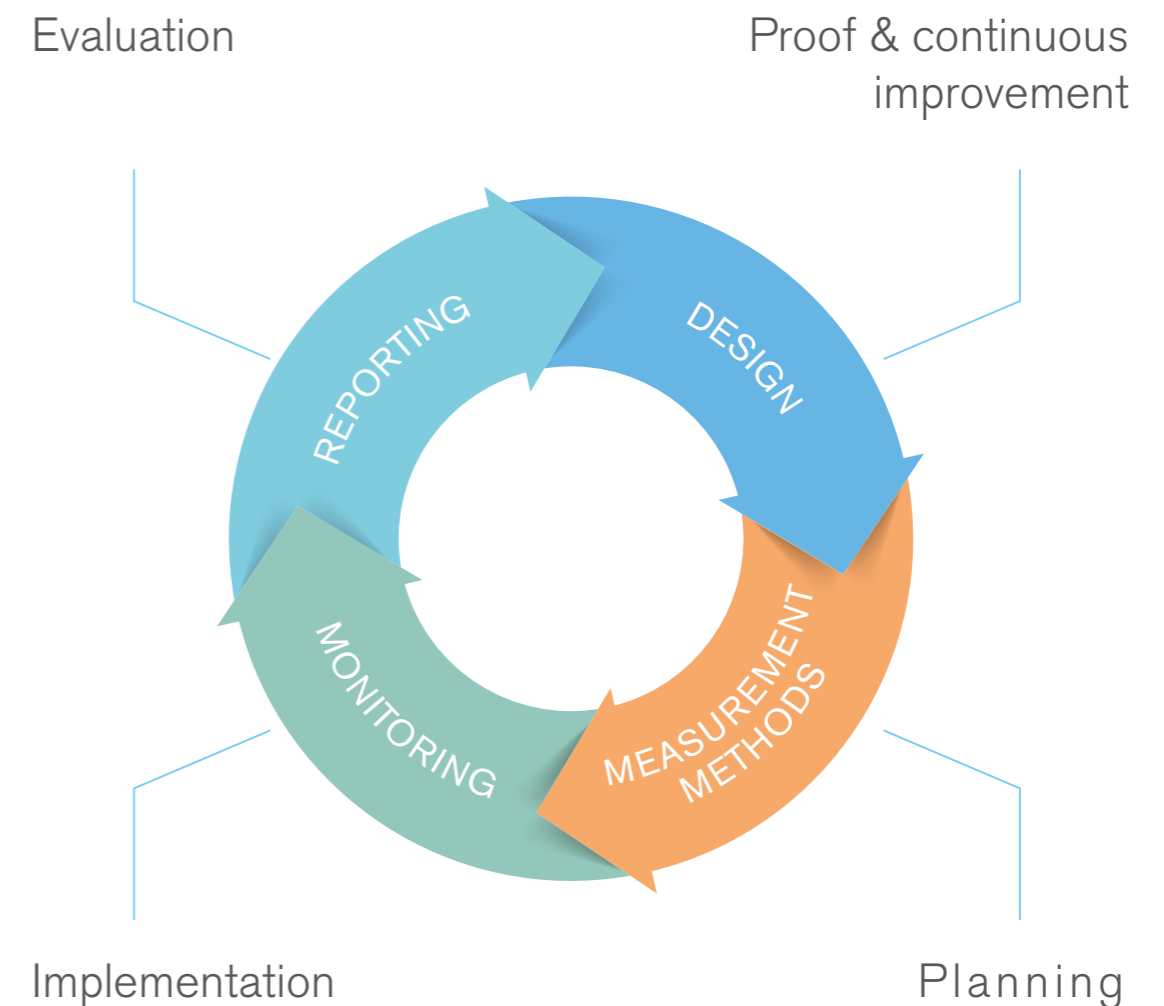 Evaluation
Proof & continuous
improvement
REPORTING
DESIGN
MEASUREMENT
METHODS
MONITORING
Implementation
Planning